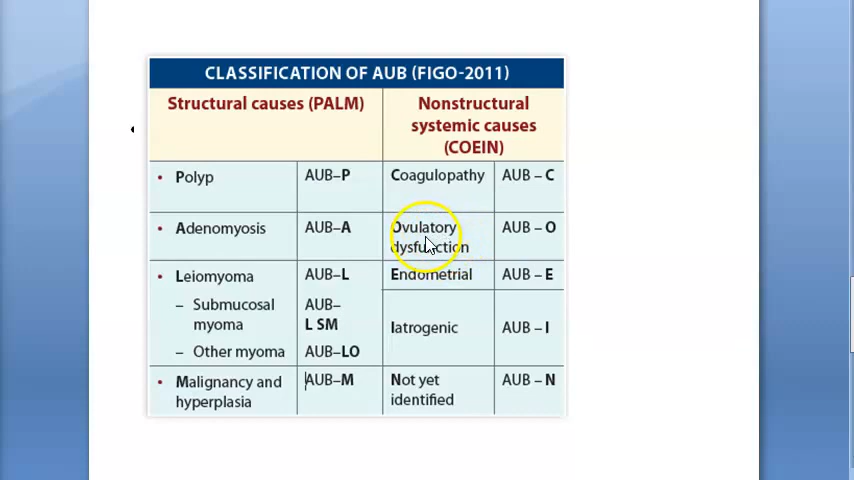 CLASSIFICATION OF AUB (FIGO-2011)
Structural causes (PALM)
Nonstructural
systemic causes
(COEIN)
• Polyp AUB–P Coagulopathy AUB – C
• Adenomyosis AUB–A Ovulatory AUB – O
dysfunction
• Leiomyoma AUB–L Endometrial AUB – E
– Submucosal AUB–
myoma L SM Iatrogenic AUB – I
– Other myoma AUB–LO
• Malignancy and AUB–M Not yet AUB – N
hyperplasia identified